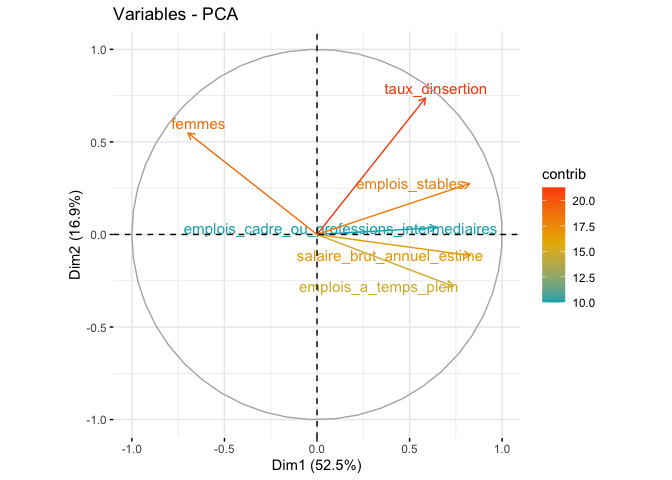 Variables - PCA
1.0
0.5
0.0
-0.5
-1.0
Dim2 (16.9%)
taux_dinsertion
femmes
emplois_stables
emplois_cadre_ou_professions_intermediaires
salaire_brut_annuel_estime
emplois_a_temps_plein
-1.0
-0.5
0.0
0.5
1.0
Dim1 (52.5%)
contrib
20.0
17.5
15.0
12.5
10.0